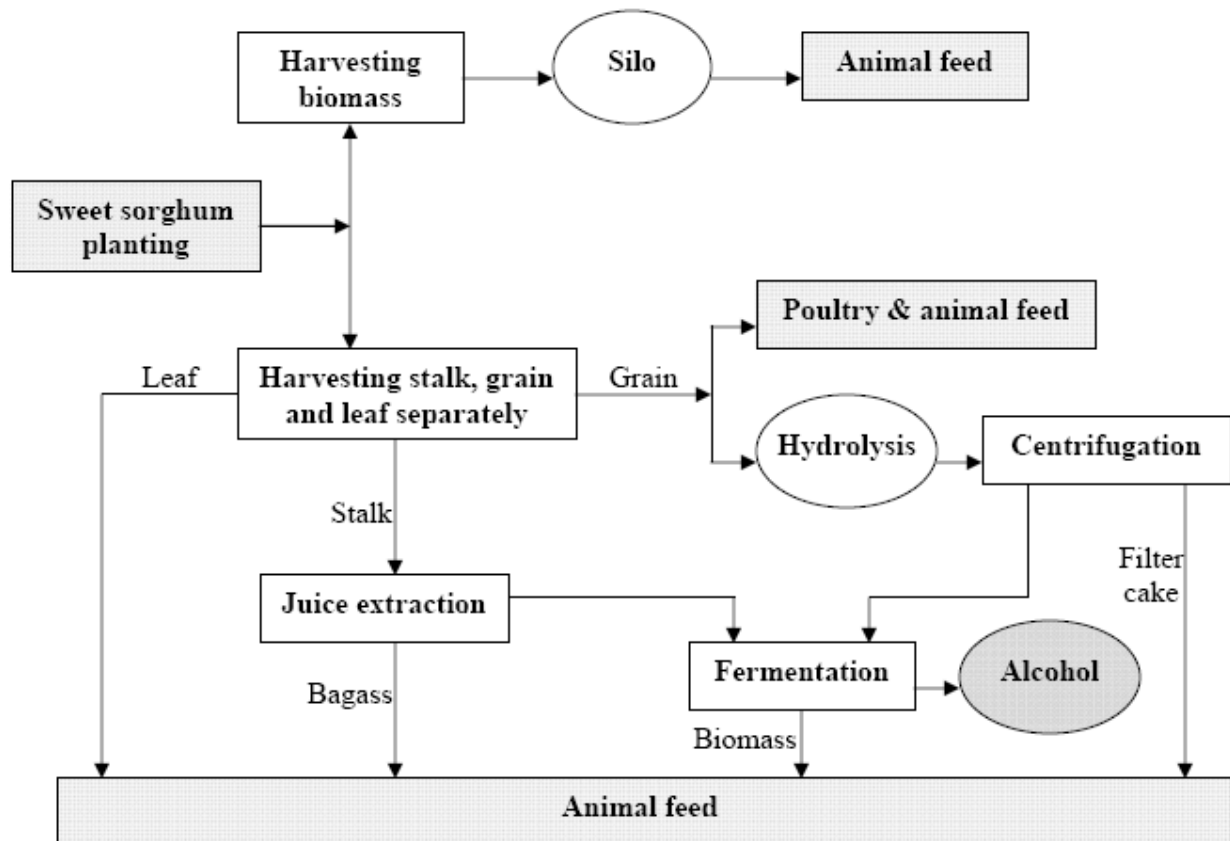 Harvesting
biomass
Silo
Animal feed
Sweet sorghum
planting
Poultry & animal feed
Leaf
Harvesting stalk, grain
and leaf separately
Grain
Hydrolysis
Centrifugation
Stalk
Filter
cake
Juice extraction
Fermentation
Alcohol
Bagass
Biomass
Animal feed